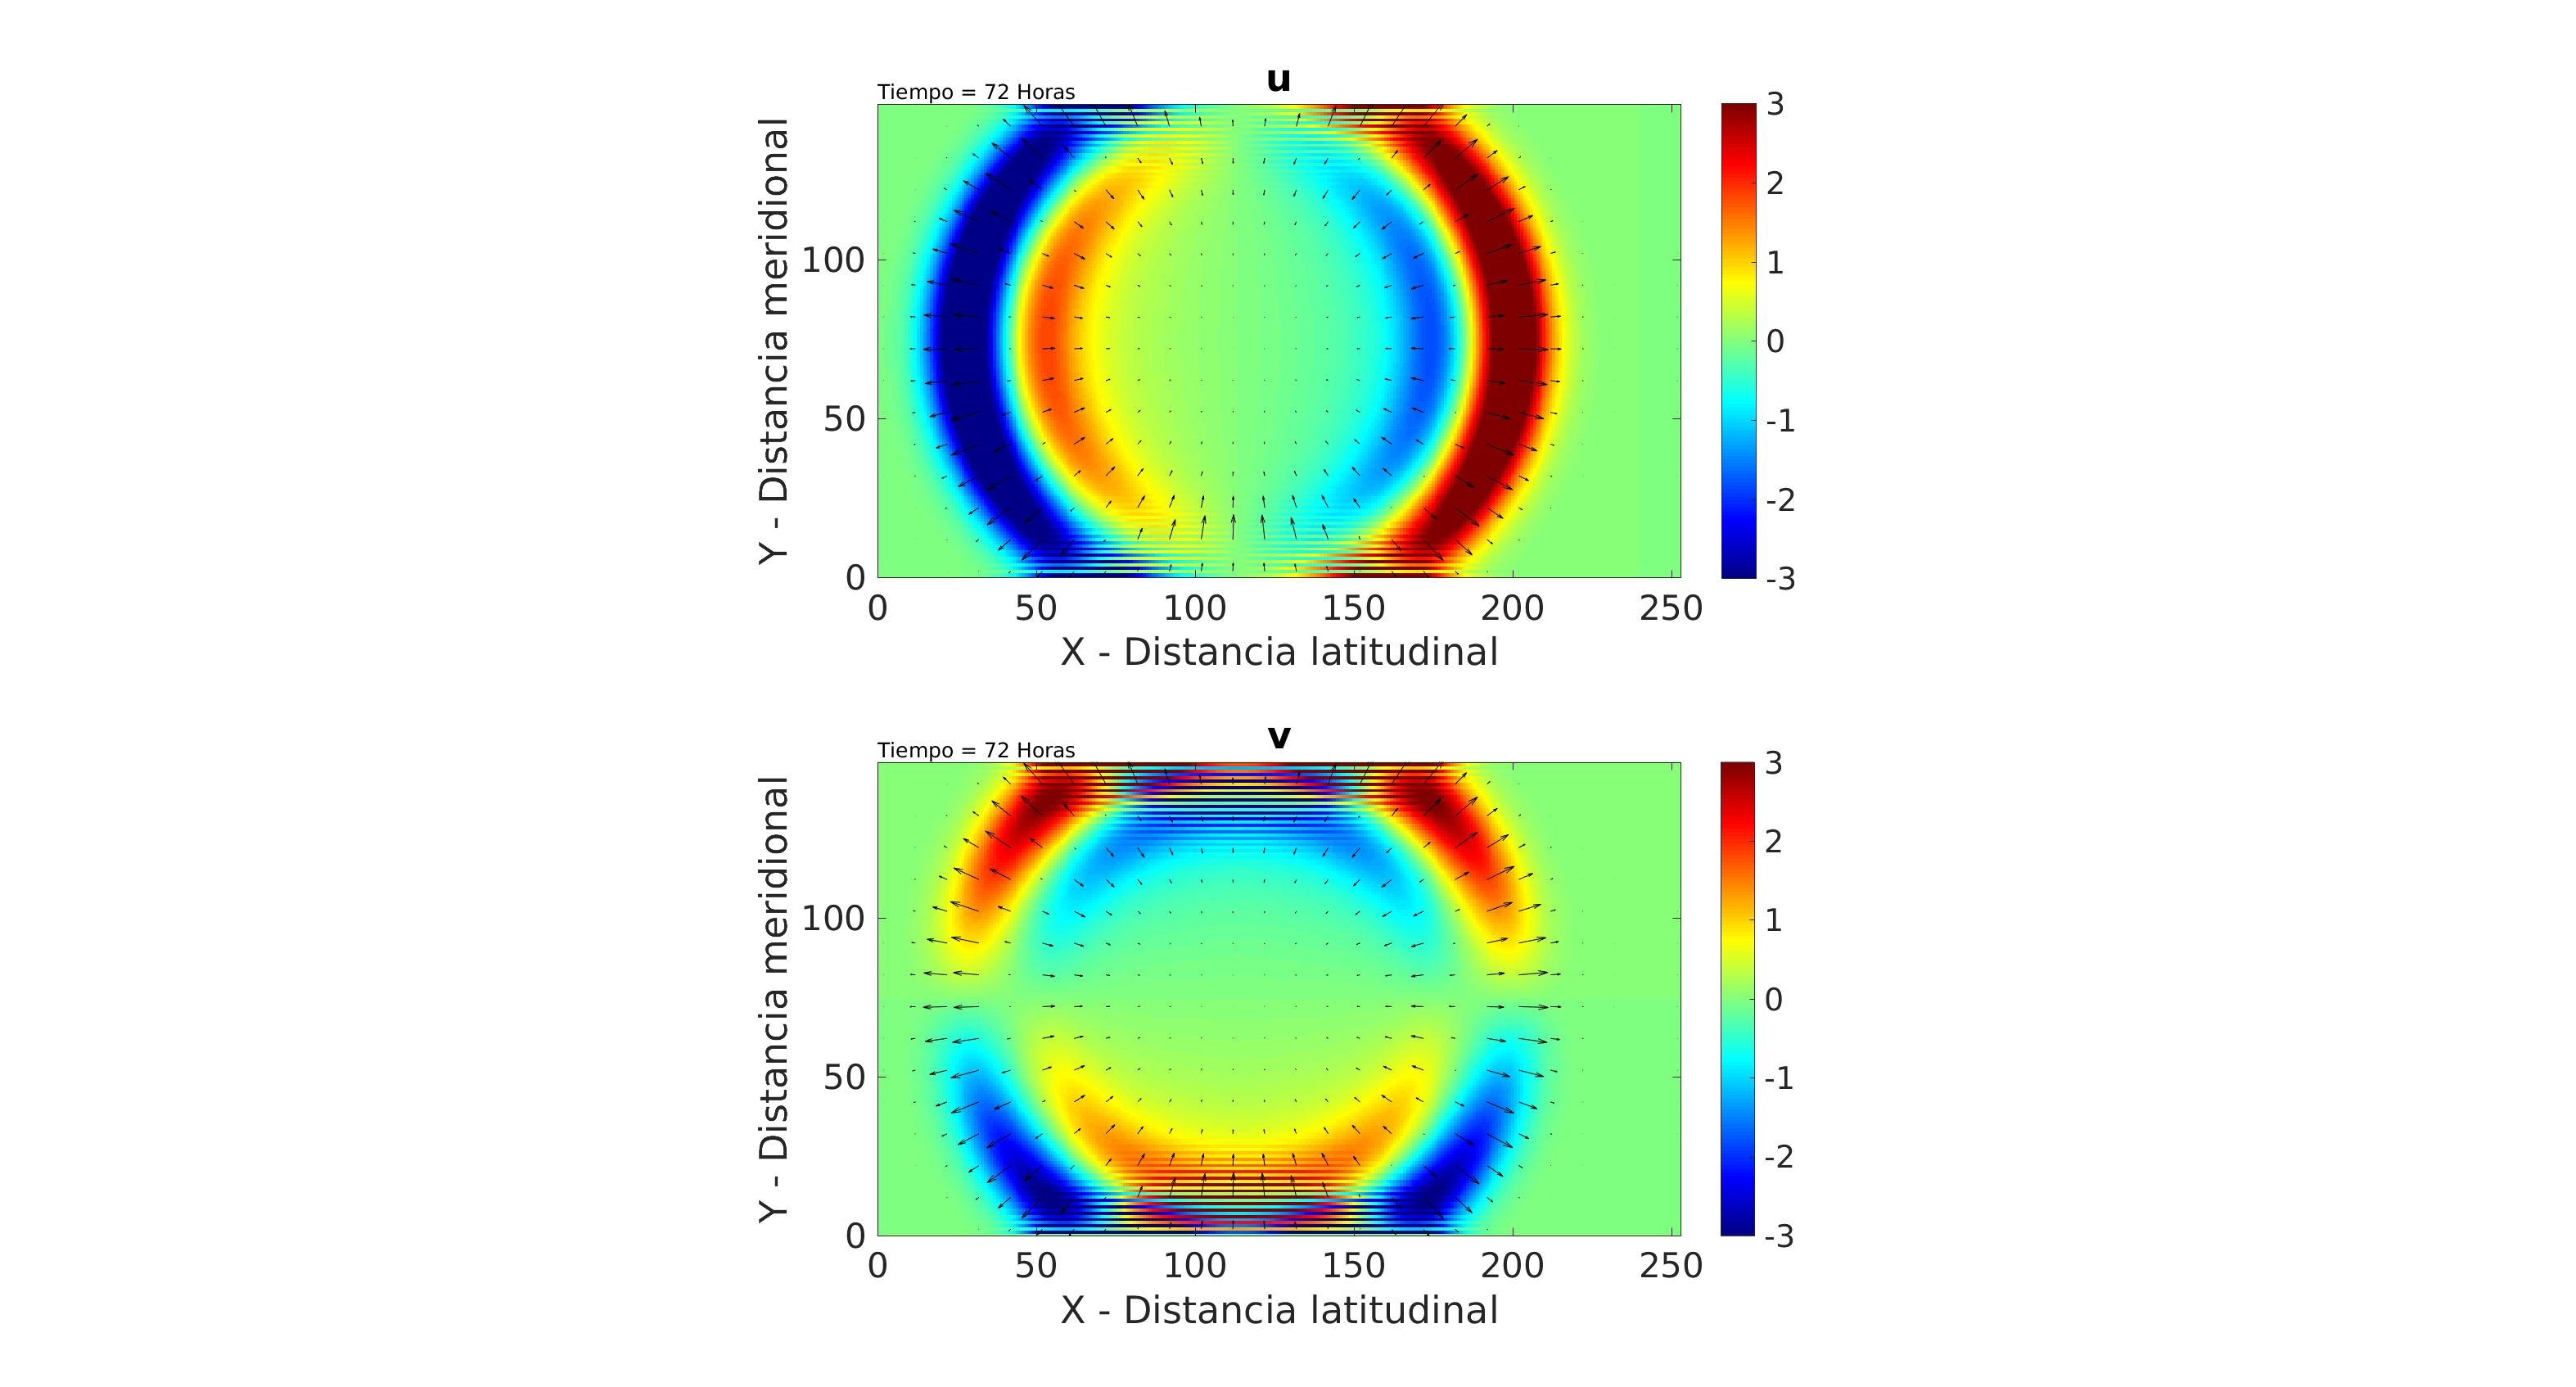 Tiempo = 72 Horas
u
Y - Distancia meridional
100
50
0
0 50 100 150 200 250
X - Distancia latitudinal
3
2
1
0
-1
-2
-3
Tiempo = 72 Horas
v
Y - Distancia meridional
100
50
0
0 50 100 150 200 250
X - Distancia latitudinal
3
2
1
0
-1
-2
-3